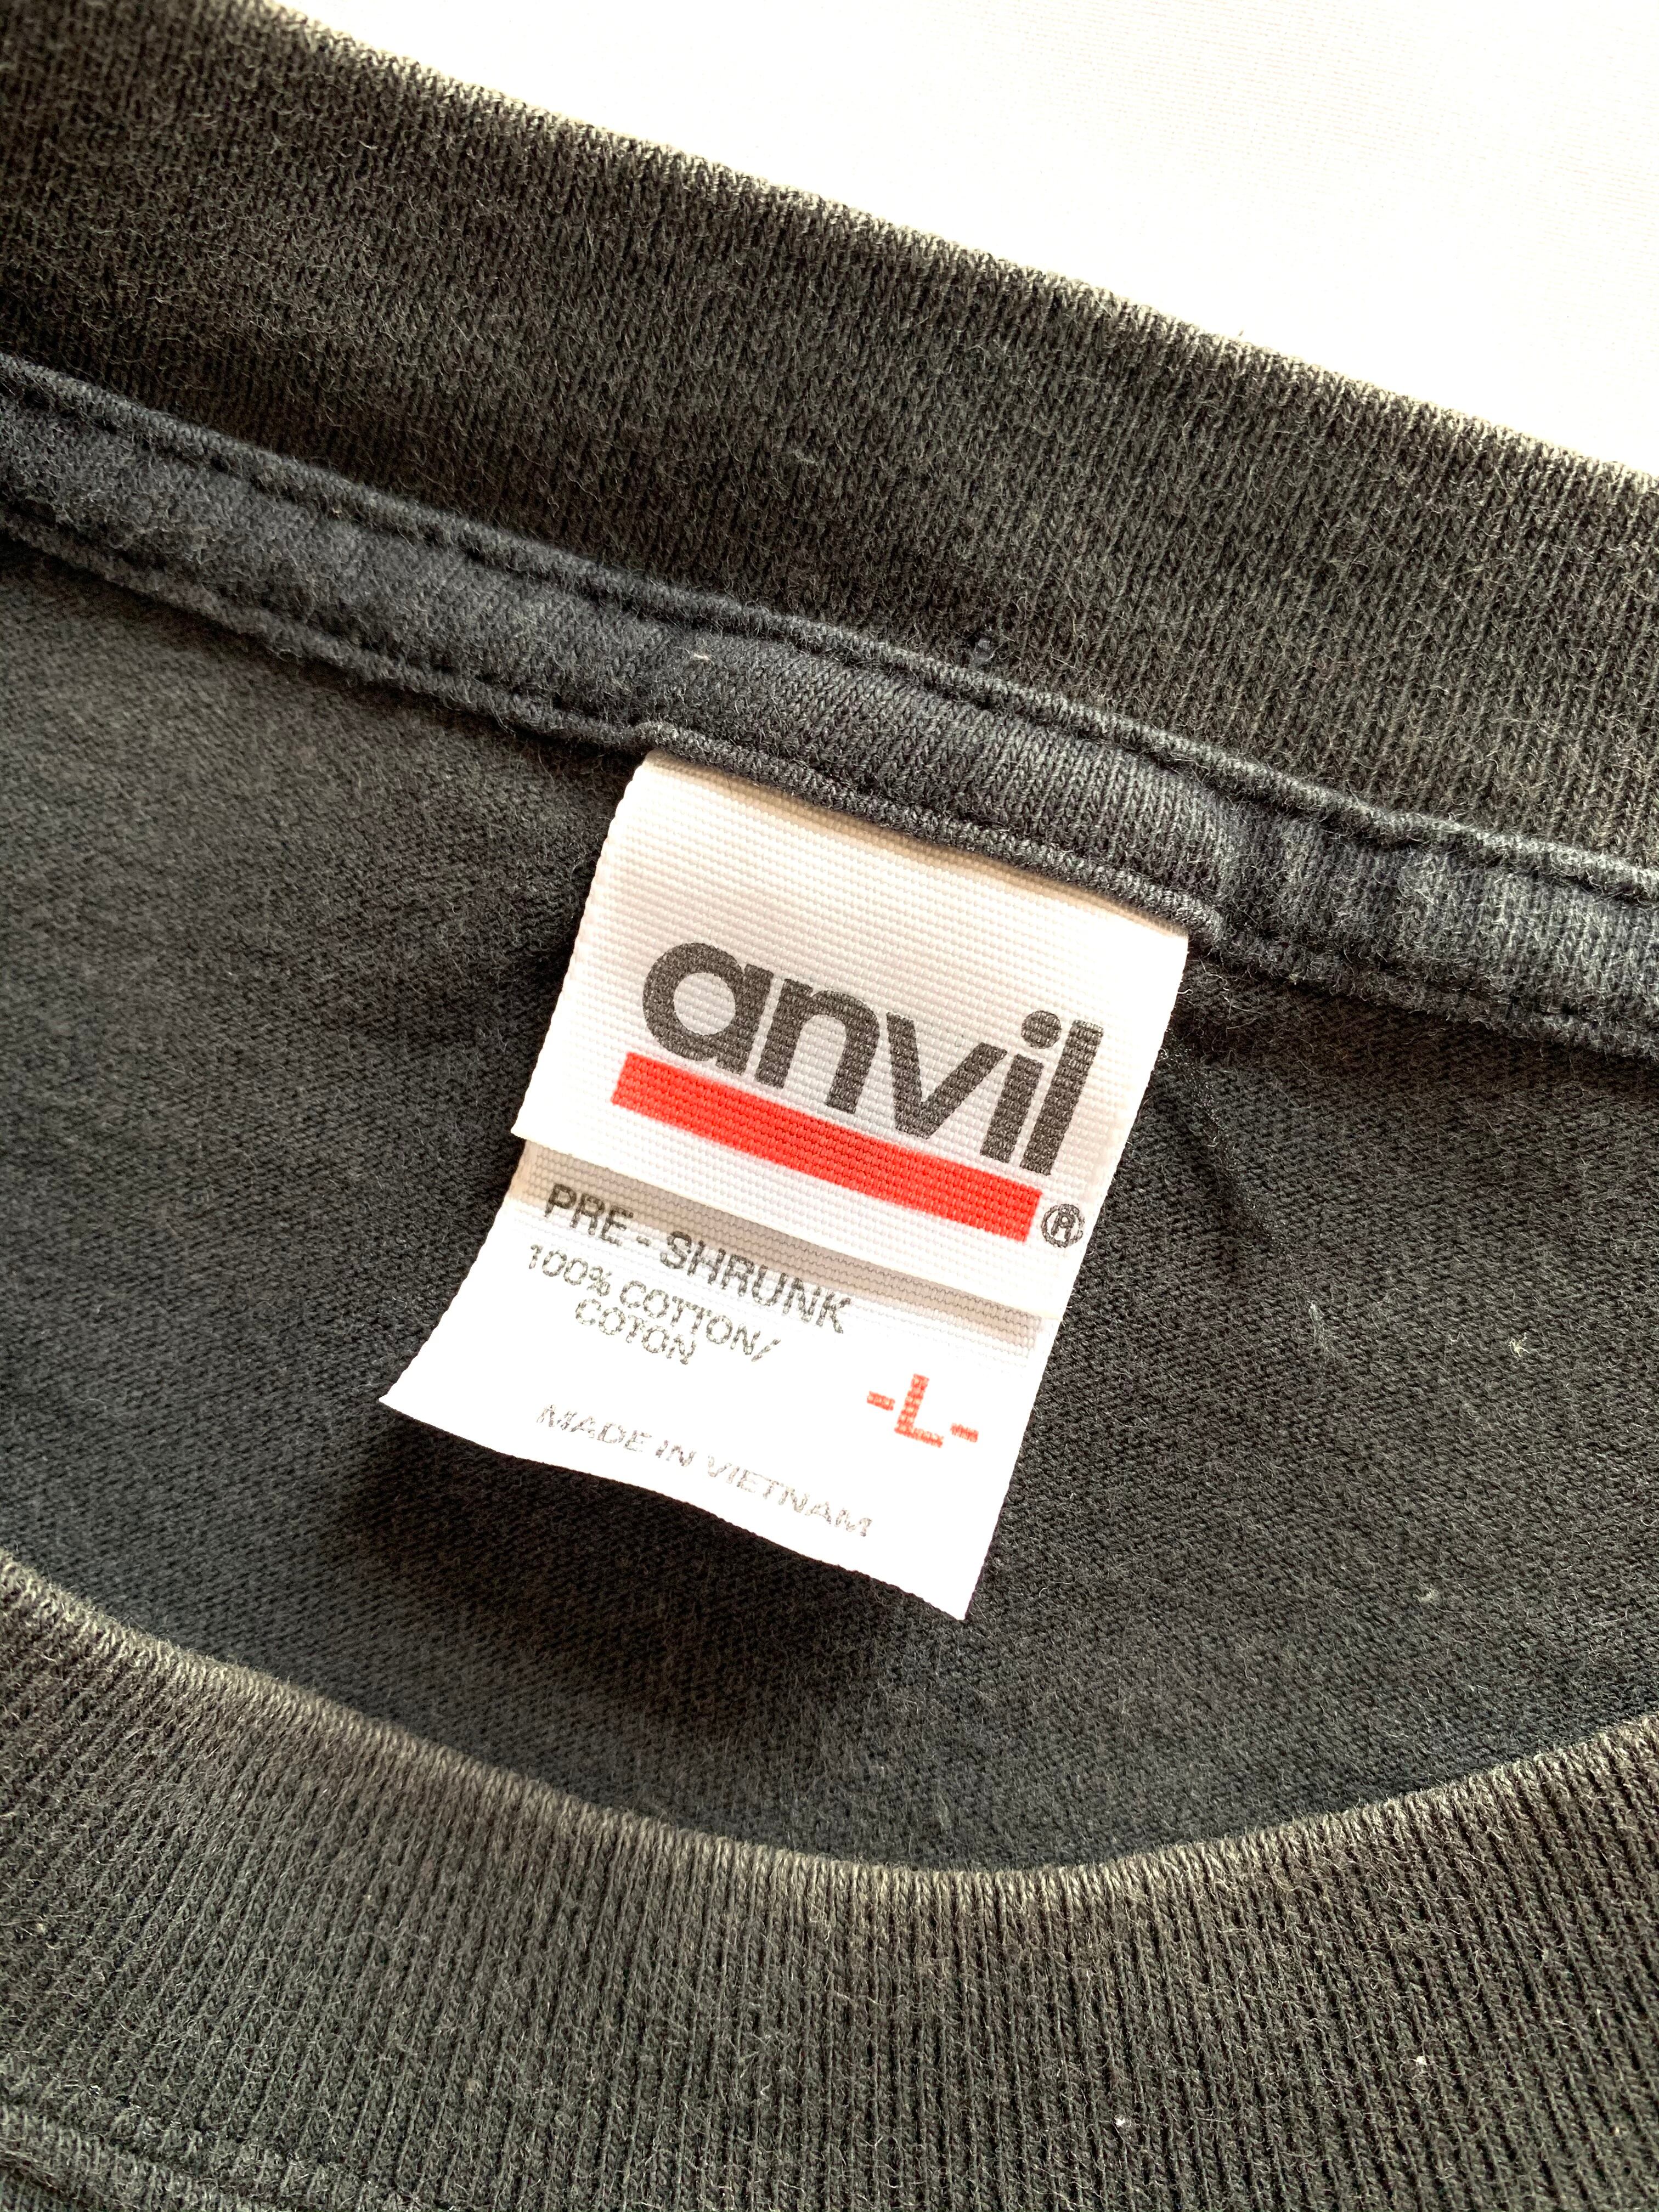 anvil®
PRE-SHRUNK
100% COTTON/
COTON
-L-
MADE IN VIETNAM